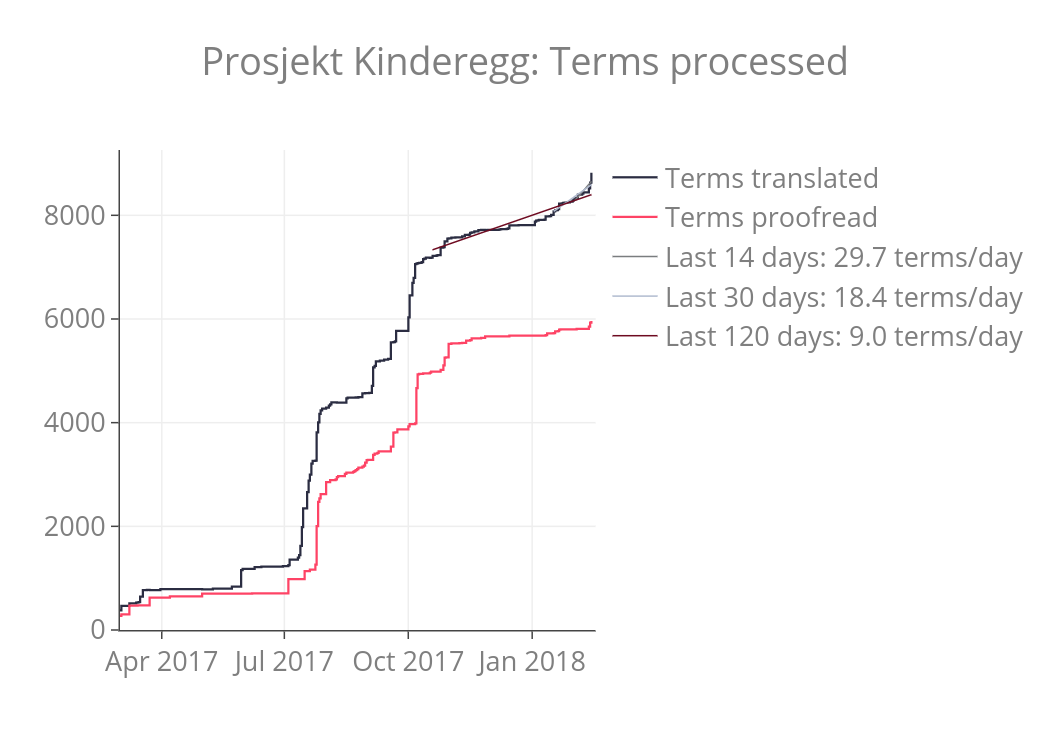 Prosjekt Kinderegg: Terms processed
Terms translated
Terms proofread
Last 14 days: 29.7 terms/day
Last 30 days: 18.4 terms/day
Last 120 days: 9.0 terms/day
8000
6000
4000
2000
0
Apr 2017 Jul 2017 Oct 2017 Jan 2018